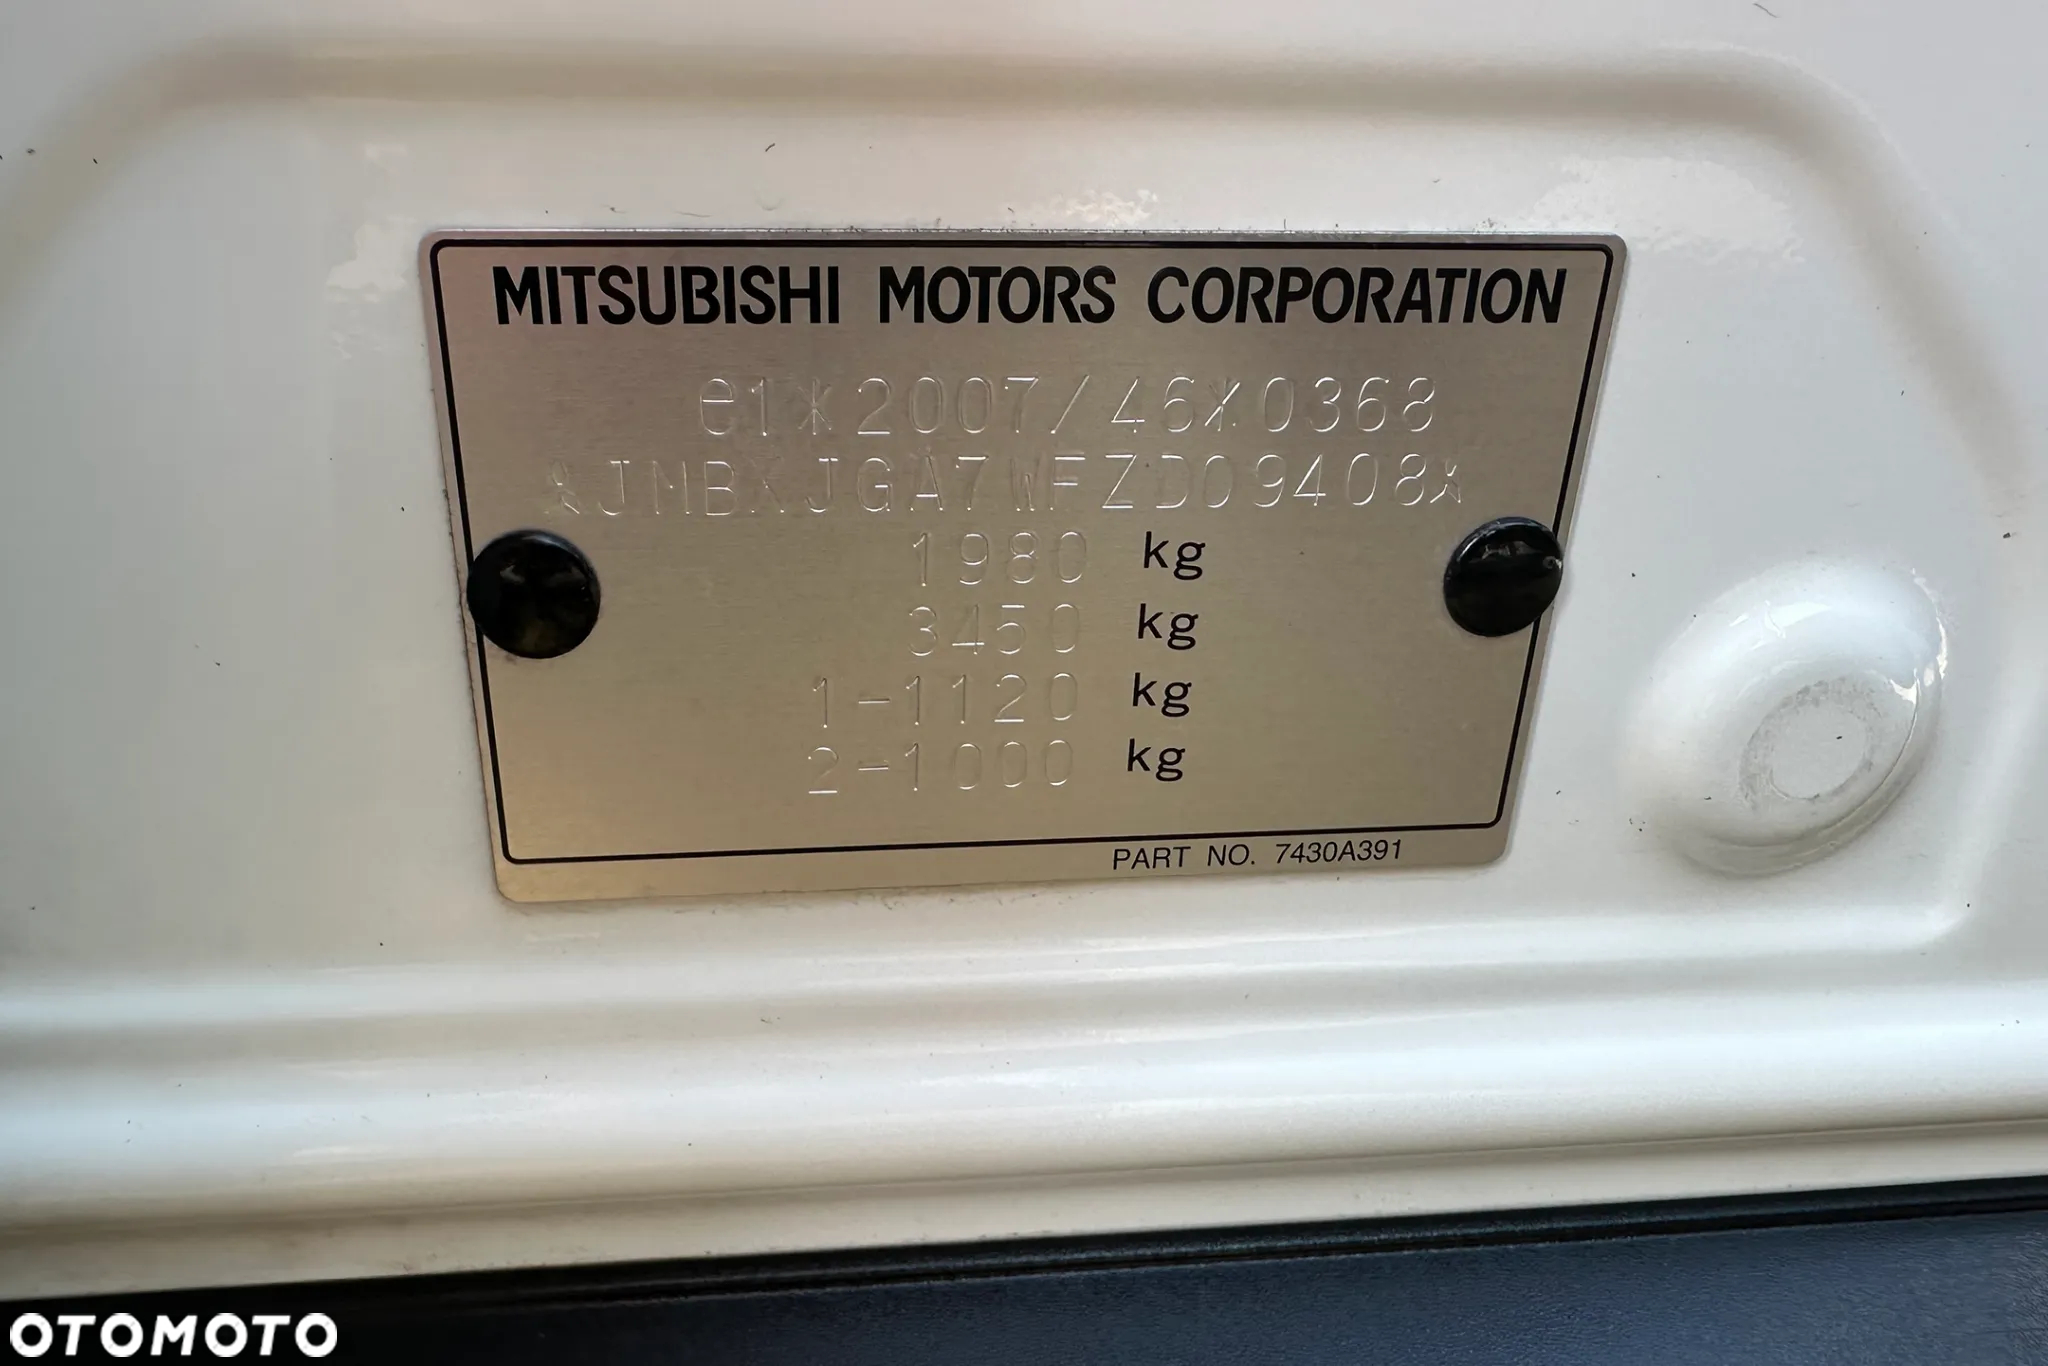 MITSUBISHI MOTORS CORPORATION
e1*2007/46*0368
*JMBXJGA7WFZD09408*
1980 kg
3450 kg
1-1120 kg
2-1000 kg
PART NO. 7430A391
OTOMOTO